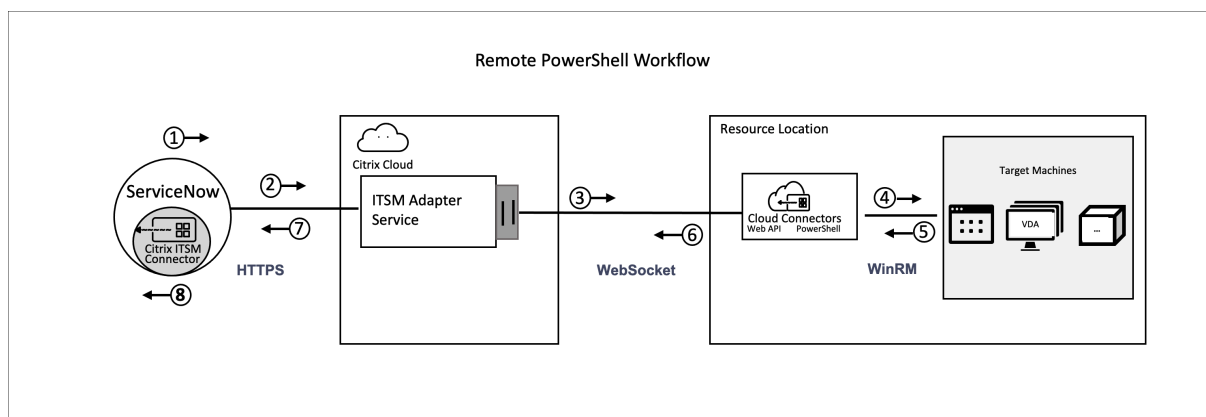 Remote PowerShell Workflow
①
ServiceNow
Citrix ITSM
Connector
⑧
②
⑦
HTTPS
Citrix Cloud
ITSM Adapter
Service
③
⑥
WebSocket
Resource Location
Cloud Connectors
Web API PowerShell
④
⑤
WinRM
Target Machines
VDA
...